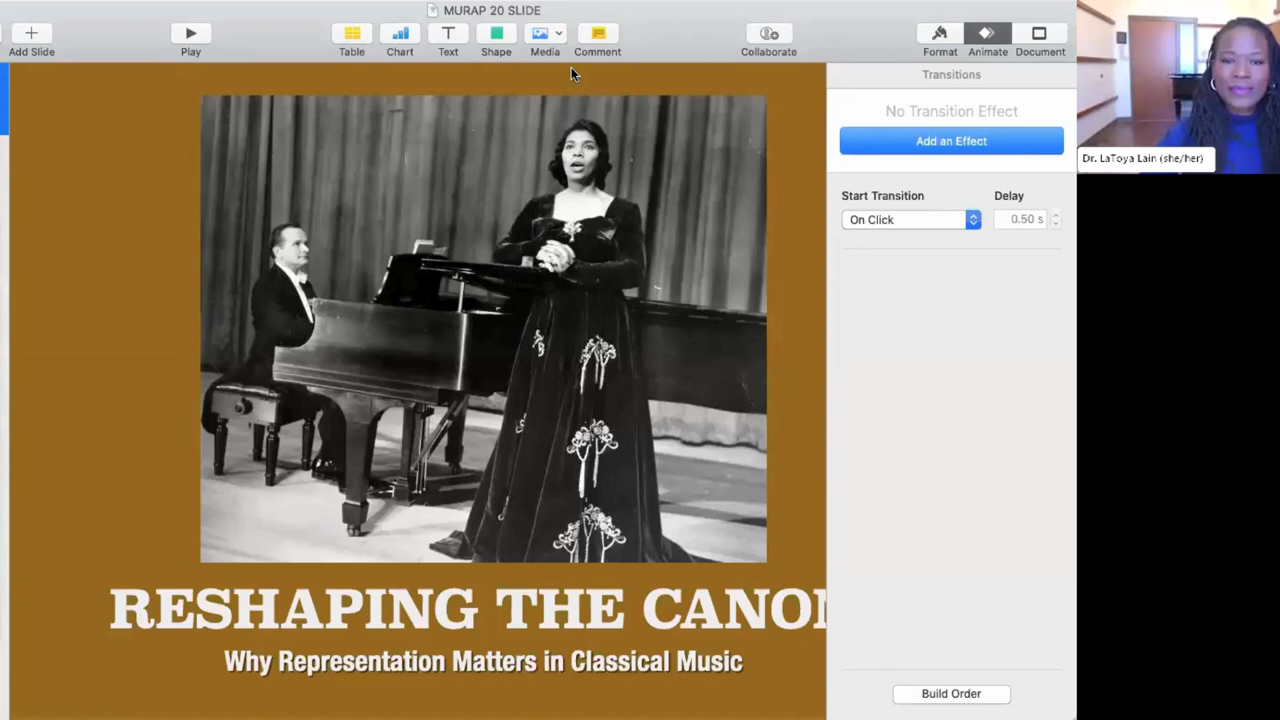 MURAP 20 SLIDE
Add Slide
Play
Table
Chart
Text
Shape
Media
Comment
Collaborate
Format
Animate
Document
Transitions
No Transition Effect
Add an Effect
Start Transition
Delay
On Click
0.50 s
Dr. LaToya Lain (she/her)
RESHAPING THE CANON
Why Representation Matters in Classical Music
Build Order